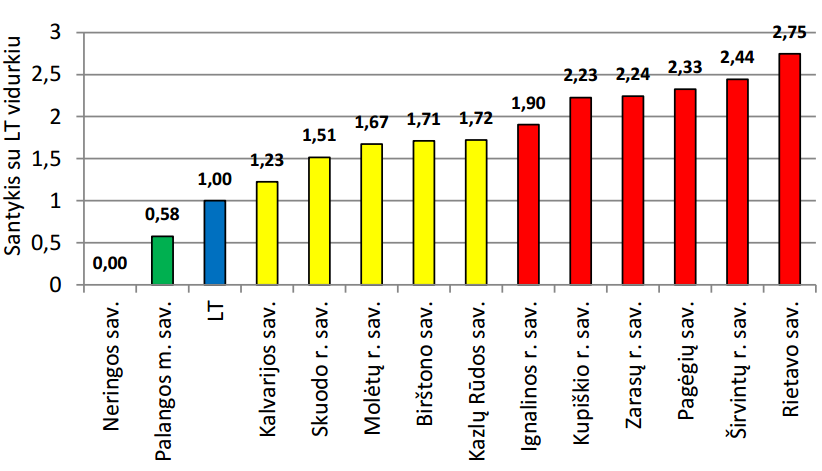 Santykis su LT vidurkiu
3
2,5
2
1,5
1
0,5
0
0,00
0,58
1,00
1,23
1,51
1,67
1,71
1,72
1,90
2,23
2,24
2,33
2,44
2,75
Neringos sav.
Palangos m. sav.
LT
Kalvarijos sav.
Skuodo r. sav.
Molėtų r. sav.
Birštono sav.
Kazlų Rūdos sav.
Ignalinos r. sav.
Kupiškio r. sav.
Zarasų r. sav.
Pagėgių sav.
Širvintų r. sav.
Rietavo sav.